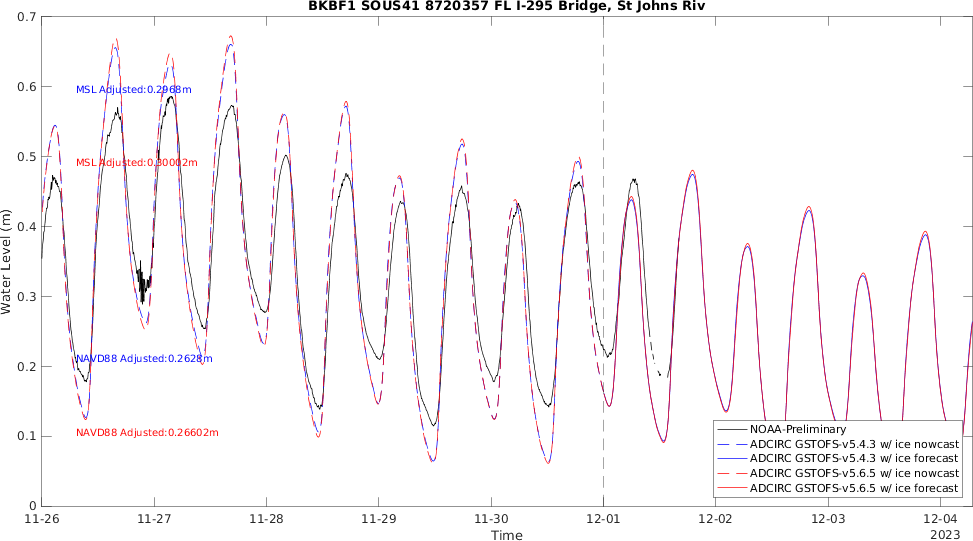 BKBF1 SOUS41 8720357 FL I-295 Bridge, St Johns Riv
0.7
0.6
0.5
0.4
0.3
0.2
0.1
0
Water Level (m)
MSL Adjusted:0.2968m
MSL Adjusted:0.30002m
NAVD88 Adjusted:0.2628m
NAVD88 Adjusted:0.26602m
NOAA-Preliminary
ADCIRC GSTOFS-v5.4.3 w/ ice nowcast
ADCIRC GSTOFS-v5.4.3 w/ ice forecast
ADCIRC GSTOFS-v5.6.5 w/ ice nowcast
ADCIRC GSTOFS-v5.6.5 w/ ice forecast
11-26 11-27 11-28 11-29 11-30 12-01 12-02 12-03 12-04
2023
Time